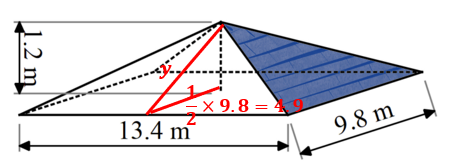 1.2 m
y
1/2 × 9.8 = 4.9
13.4 m
9.8 m